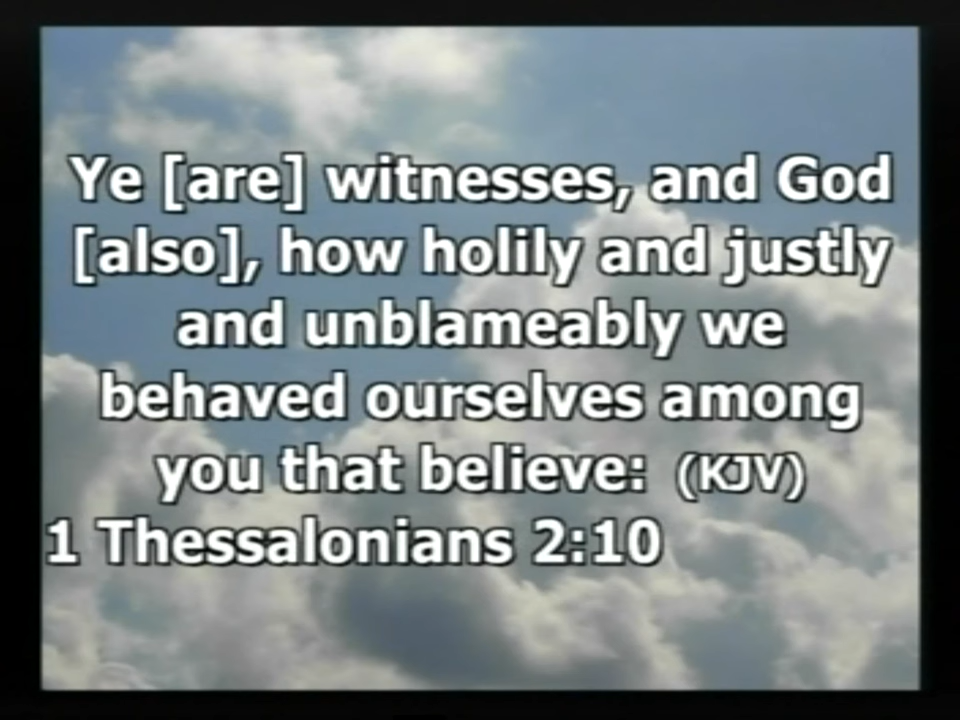 Ye [are] witnesses, and God
[also], how holily and justly
and unblameably we
behaved ourselves among
you that believe: (KJV)
1 Thessalonians 2:10